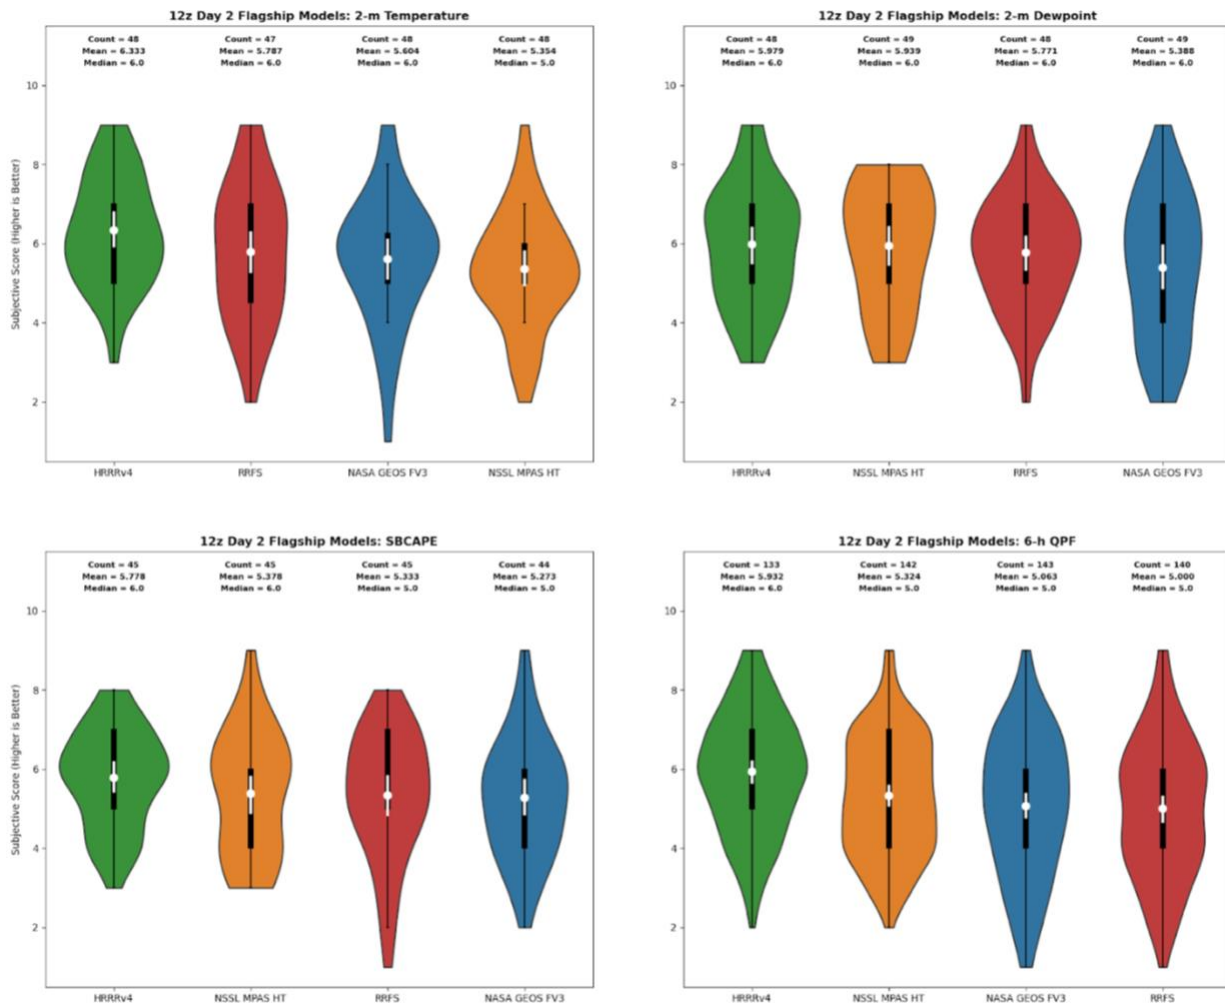 12z Day 2 Flagship Models: 2-m Temperature
Count = 48 Count = 47 Count = 48 Count = 48
Mean = 6.333 Mean = 5.787 Mean = 5.604 Mean = 5.354
Median = 6.0 Median = 6.0 Median = 6.0 Median = 5.0
Subjective Score (Higher is Better)
10
8
6
4
2
HRRRv4 RRFS NASA GEOS FV3 NSSL MPAS HT
12z Day 2 Flagship Models: 2-m Dewpoint
Count = 48 Count = 49 Count = 48 Count = 49
Mean = 5.979 Mean = 5.939 Mean = 5.771 Mean = 5.388
Median = 6.0 Median = 6.0 Median = 6.0 Median = 6.0
10
8
6
4
2
HRRRv4 NSSL MPAS HT RRFS NASA GEOS FV3
12z Day 2 Flagship Models: SBCAPE
Count = 45 Count = 45 Count = 45 Count = 44
Mean = 5.778 Mean = 5.378 Mean = 5.333 Mean = 5.273
Median = 6.0 Median = 6.0 Median = 5.0 Median = 5.0
Subjective Score (Higher is Better)
10
8
6
4
2
HRRRv4 NSSL MPAS HT RRFS NASA GEOS FV3
12z Day 2 Flagship Models: 6-h QPF
Count = 133 Count = 142 Count = 143 Count = 140
Mean = 5.932 Mean = 5.324 Mean = 5.063 Mean = 5.000
Median = 6.0 Median = 5.0 Median = 5.0 Median = 5.0
10
8
6
4
2
HRRRv4 NSSL MPAS HT NASA GEOS FV3 RRFS